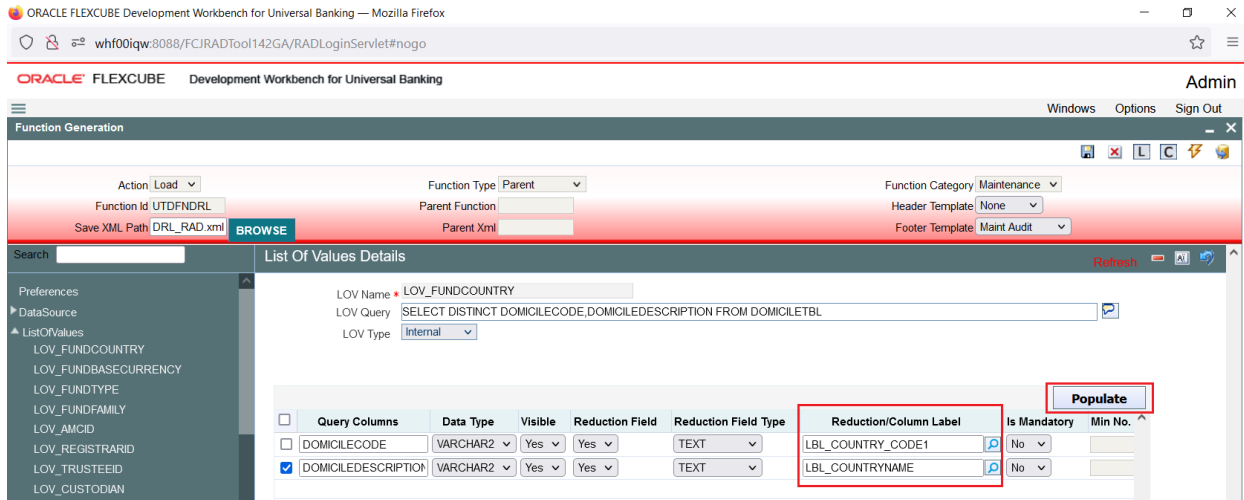 ORACLE FLEXCUBE Development Workbench for Universal Banking — Mozilla Firefox
whf00iqw:8088/FCJRADTool142GA/RADLoginServlet#nogo
ORACLE® FLEXCUBE Development Workbench for Universal Banking Admin
Windows Options Sign Out
Function Generation
L C
Action Load Function Type Parent Function Category Maintenance
Function Id UTDFNDRL Parent Function Header Template None
Save XML Path DRL_RAD.xml BROWSE Parent Xml Footer Template Maint Audit
Search List Of Values Details Refresh
Preferences
DataSource
ListOfValues
LOV_FUNDCOUNTRY
LOV_FUNDBASECURRENCY
LOV_FUNDTYPE
LOV_FUNDFAMILY
LOV_AMCID
LOV_REGISTRARID
LOV_TRUSTEEID
LOV_CUSTODIAN
LOV Name * LOV_FUNDCOUNTRY
LOV Query SELECT DISTINCT DOMICILECODE,DOMICILEDESCRIPTION FROM DOMICILETBL
LOV Type Internal
Populate
Query Columns Data Type Visible Reduction Field Reduction Field Type Reduction/Column Label Is Mandatory Min No.
DOMICILECODE VARCHAR2 Yes Yes TEXT LBL_COUNTRY_CODE1 No
DOMICILEDESCRIPTION VARCHAR2 Yes Yes TEXT LBL_COUNTRYNAME No